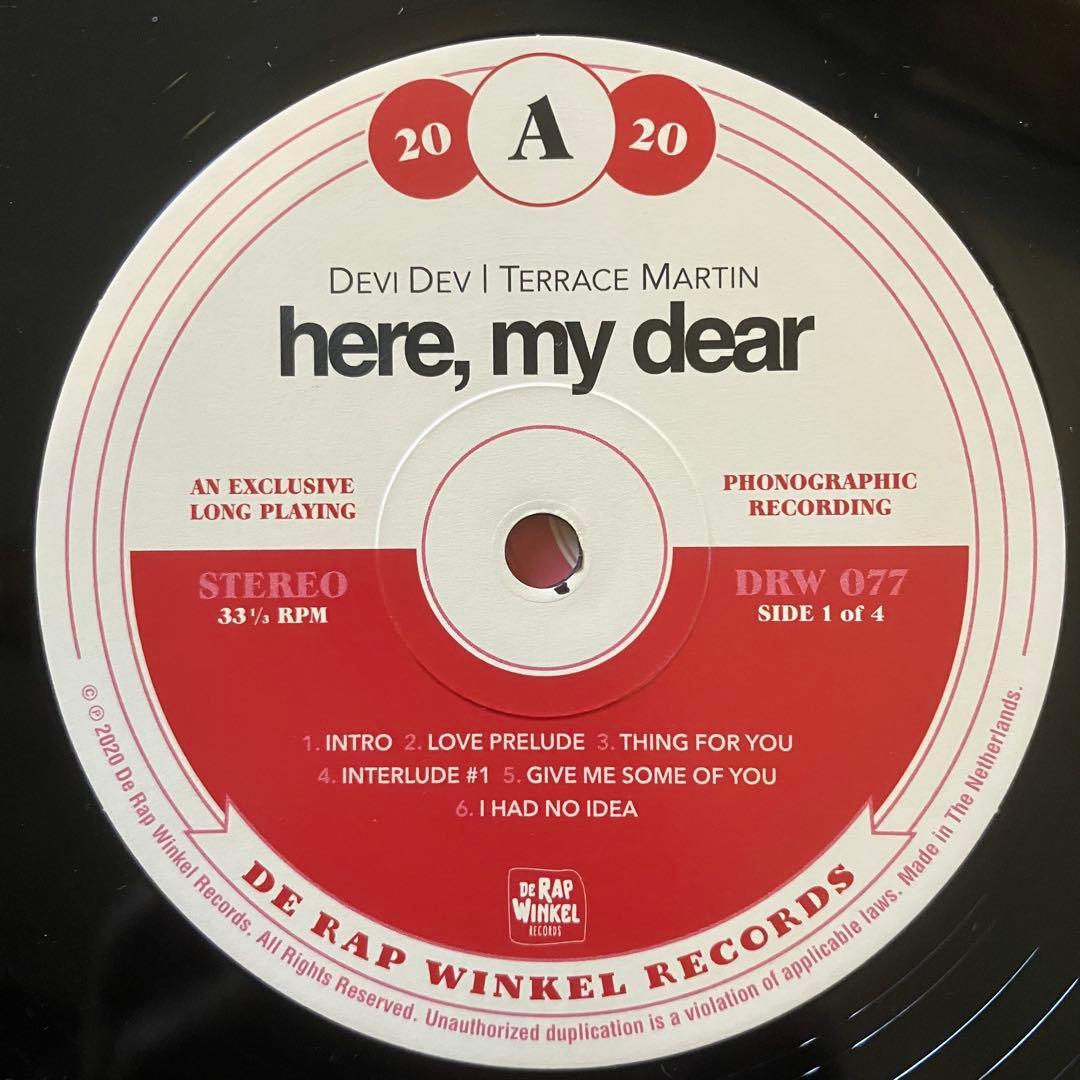 20 A 20
DEVI DEV | TERRACE MARTIN
here, my dear
AN EXCLUSIVE
LONG PLAYING
PHONOGRAPHIC
RECORDING
STEREO
33 1/3 RPM
DRW 077
SIDE 1 of 4
1. INTRO 2. LOVE PRELUDE 3. THING FOR YOU
4. INTERLUDE #1 5. GIVE ME SOME OF YOU
6. I HAD NO IDEA
DE RAP
WINKEL
RECORDS
DE RAP WINKEL RECORDS
© ℗ 2020 De Rap Winkel Records. All Rights Reserved. Unauthorized duplication is a violation of applicable laws. Made in The Netherlands.